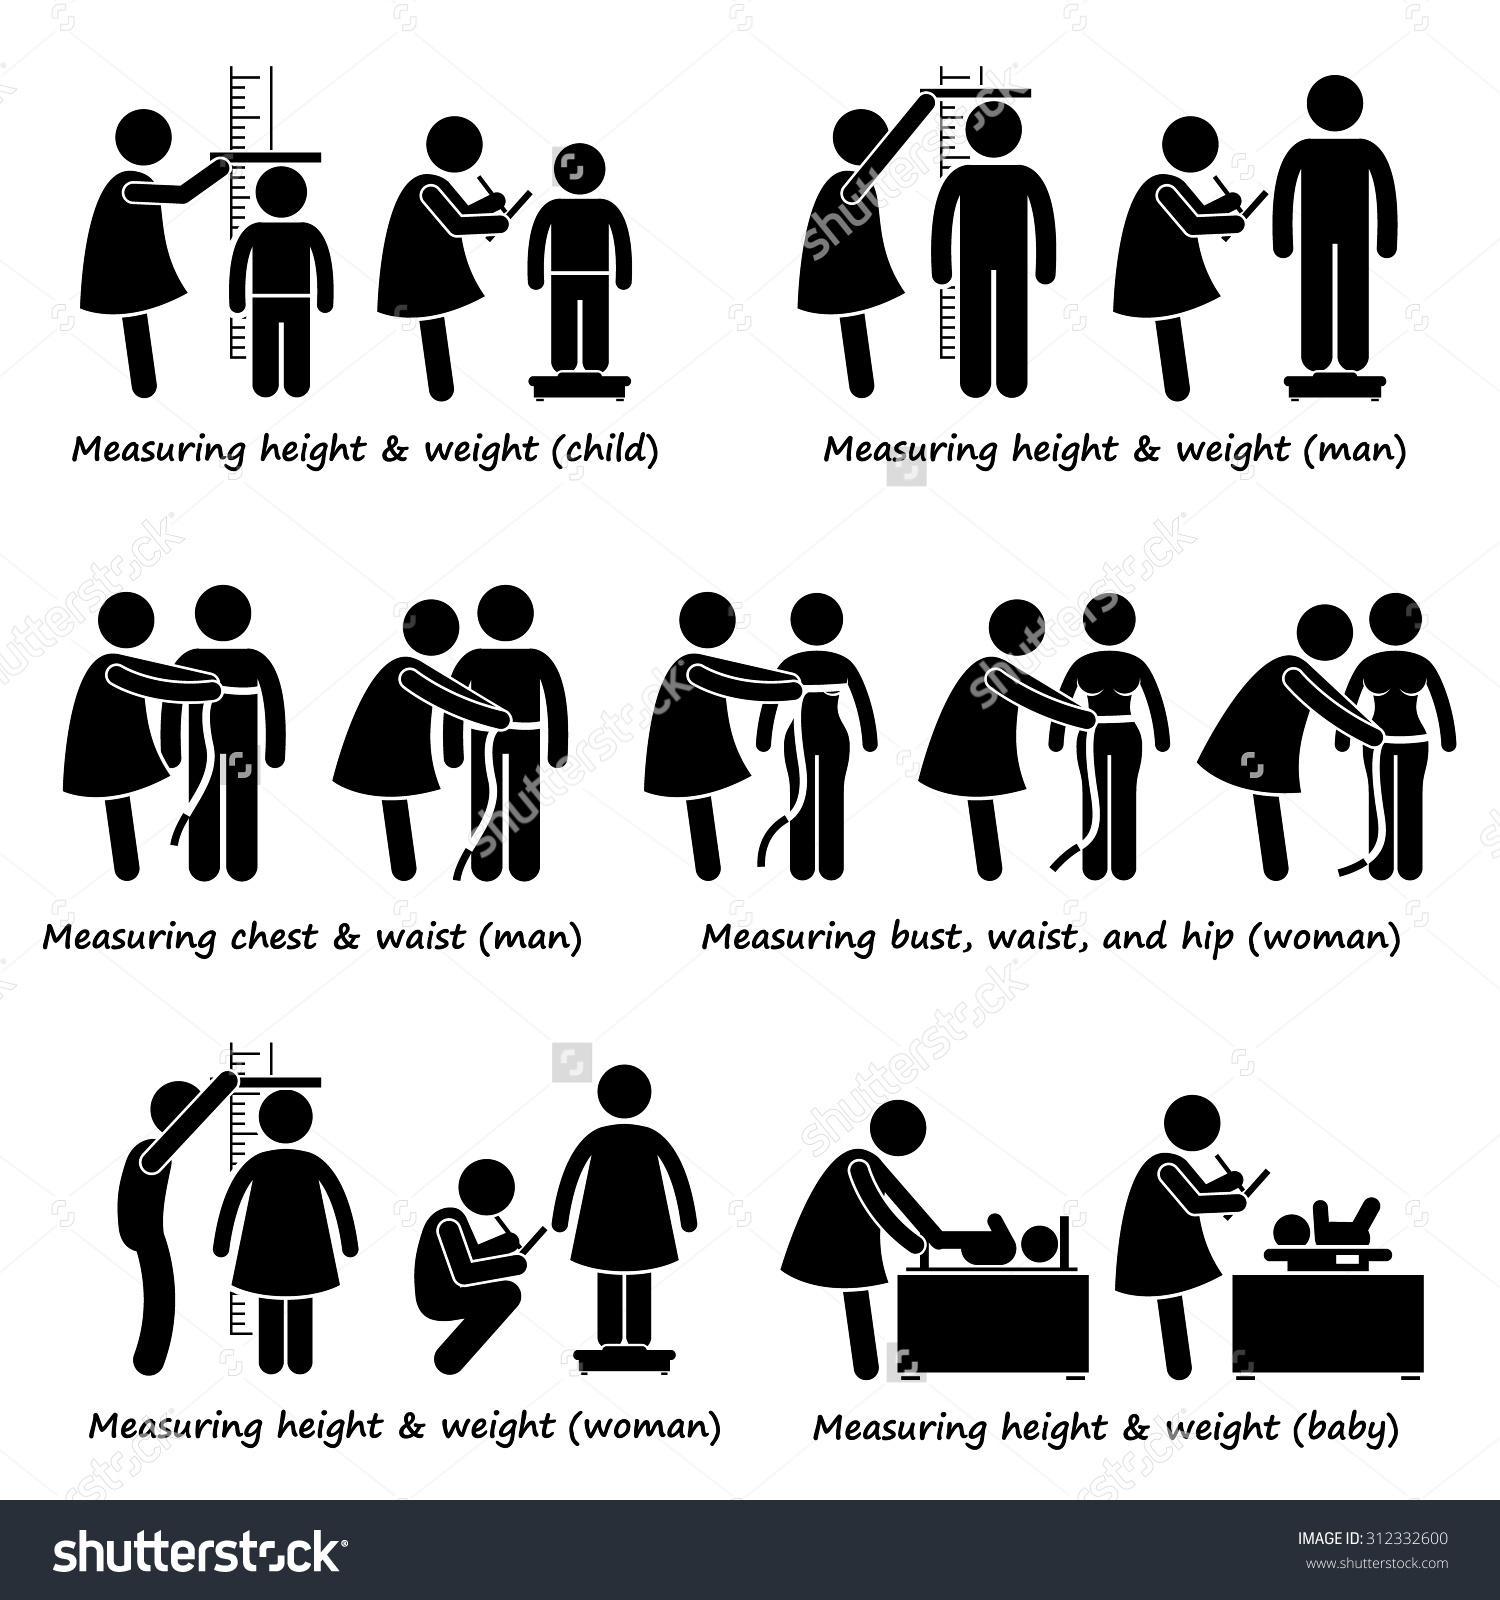 Measuring height & weight (child)
Measuring height & weight (man)
Measuring chest & waist (man)
Measuring bust, waist, and hip (woman)
Measuring height & weight (woman)
Measuring height & weight (baby)
shutterstock
IMAGE ID: 312332600
www.shutterstock.com